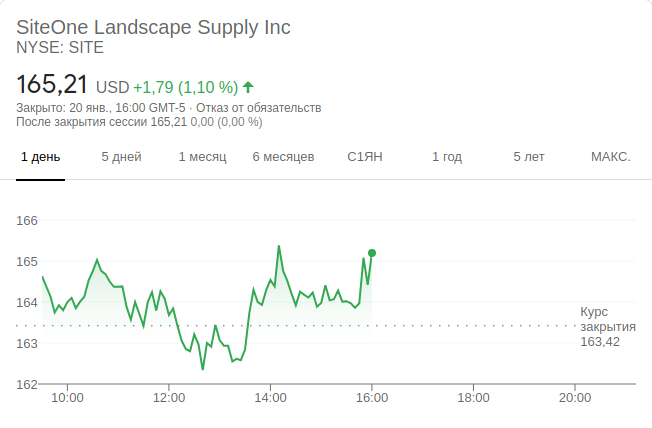 SiteOne Landscape Supply Inc
NYSE: SITE
165,21 USD +1,79 (1,10 %)
Закрыто: 20 янв., 16:00 GMT-5 · Отказ от обязательств
После закрытия сессии 165,21 0,00 (0,00 %)
1 день 5 дней 1 месяц 6 месяцев С1ЯН 1 год 5 лет МАКС.
166
165
164
Курс
закрытия
163,42
163
162
10:00 12:00 14:00 16:00 18:00 20:00